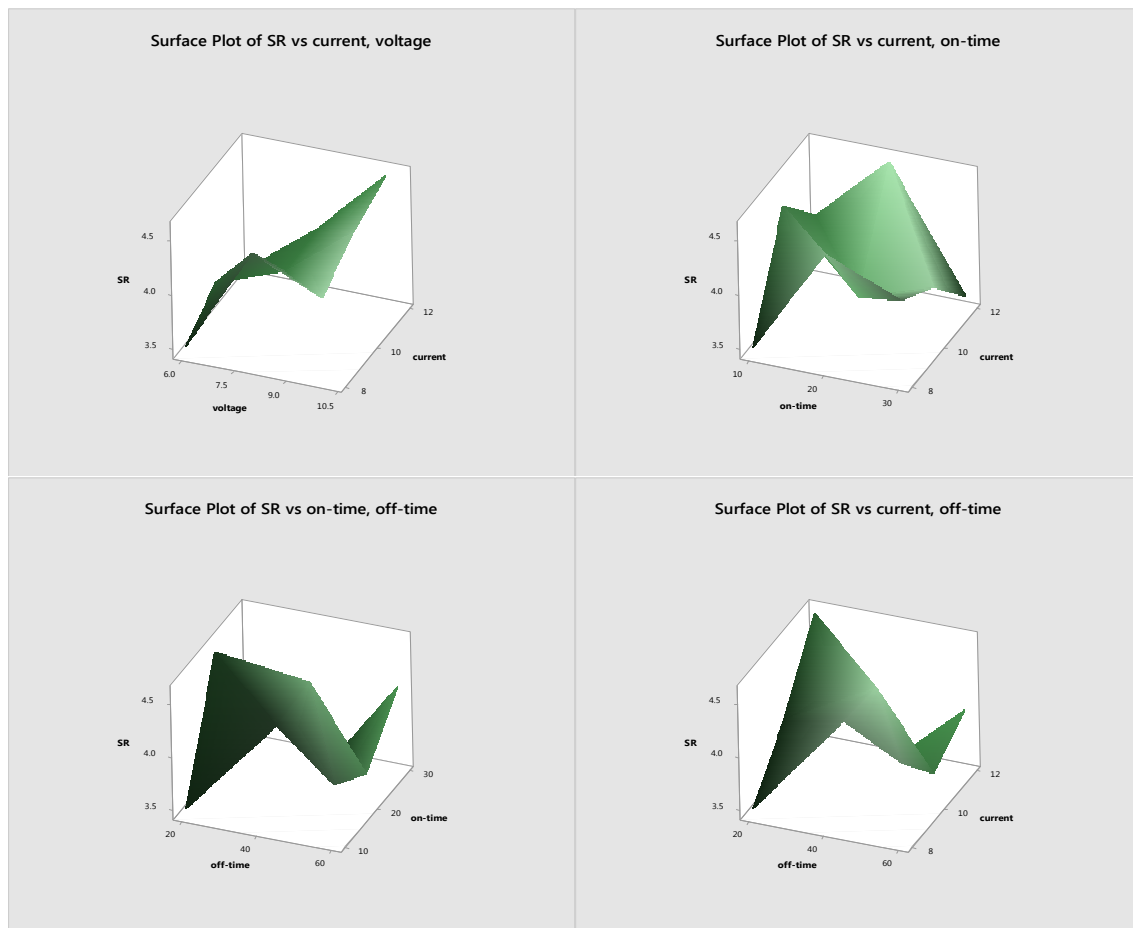 Surface Plot of SR vs current, voltage
4.5
SR
4.0
3.5
12
10
current
8
6.0
7.5
9.0
10.5
voltage
Surface Plot of SR vs current, on-time
4.5
SR
4.0
3.5
12
10
current
8
10
20
30
on-time
Surface Plot of SR vs on-time, off-time
4.5
SR
4.0
3.5
30
20
on-time
10
20
40
60
off-time
Surface Plot of SR vs current, off-time
4.5
SR
4.0
3.5
12
10
current
8
20
40
60
off-time